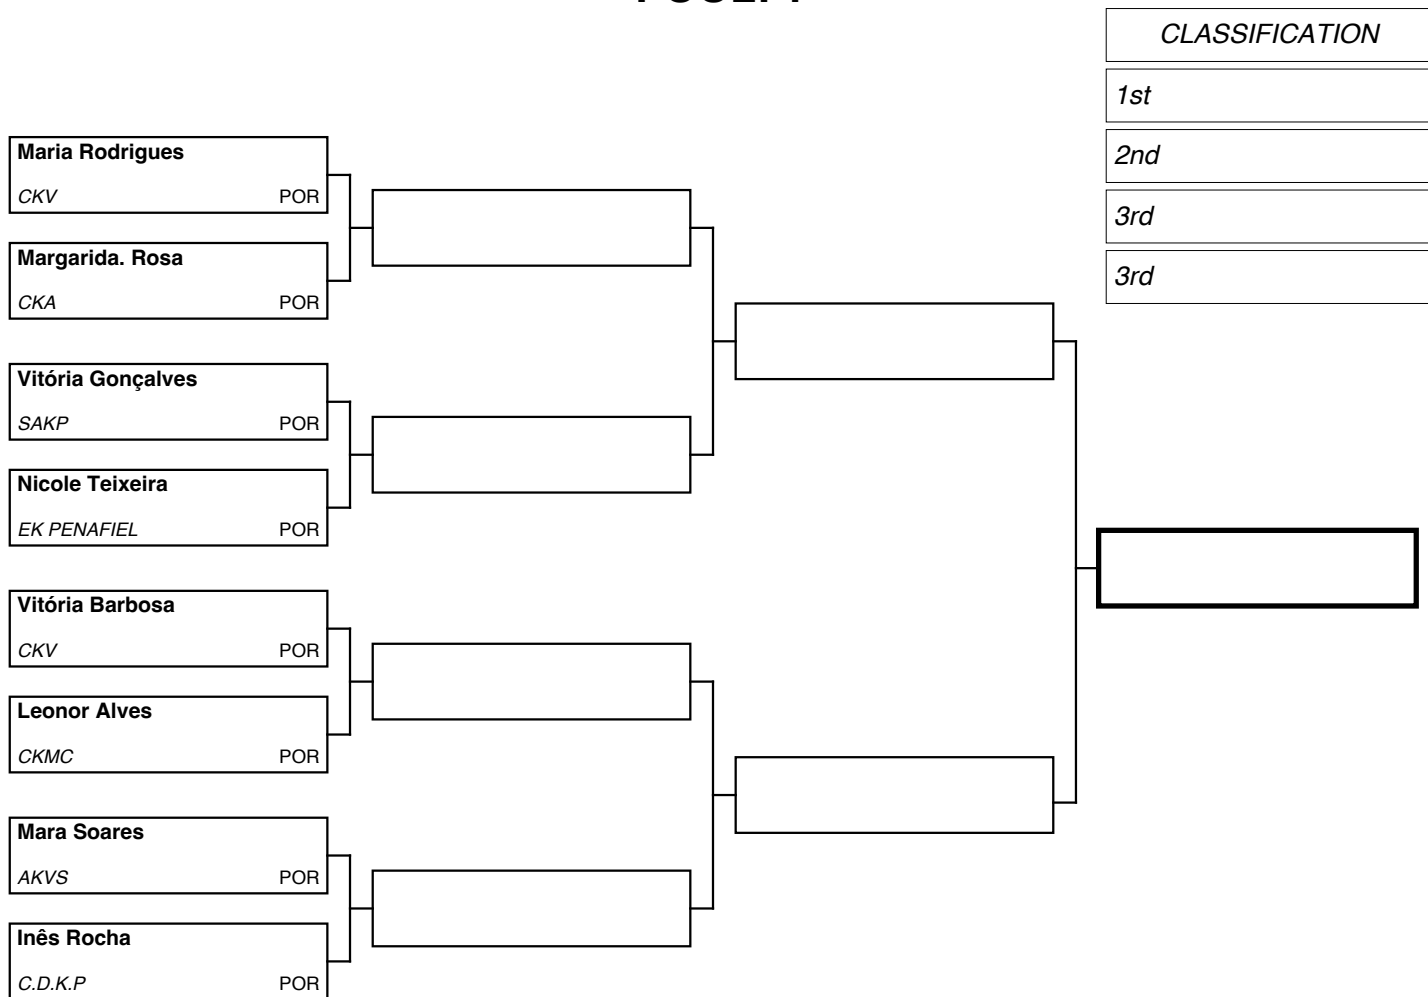 CLASSIFICATION
1st
2nd
3rd
3rd
Maria Rodrigues
CKV POR
Margarida. Rosa
CKA POR
Vitória Gonçalves
SAKP POR
Nicole Teixeira
EK PENAFIEL POR
Vitória Barbosa
CKV POR
Leonor Alves
CKMC POR
Mara Soares
AKVS POR
Inês Rocha
C.D.K.P POR